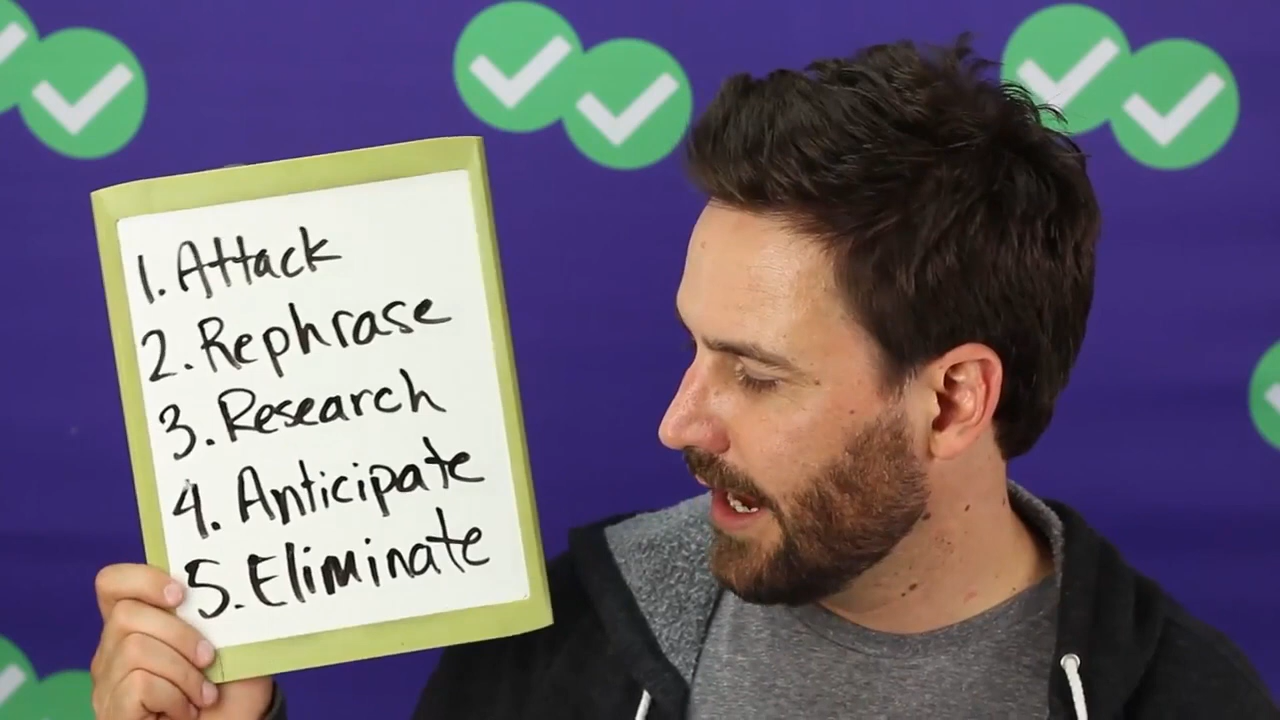 1. Attack
2. Rephrase
3. Research
4. Anticipate
5. Eliminate